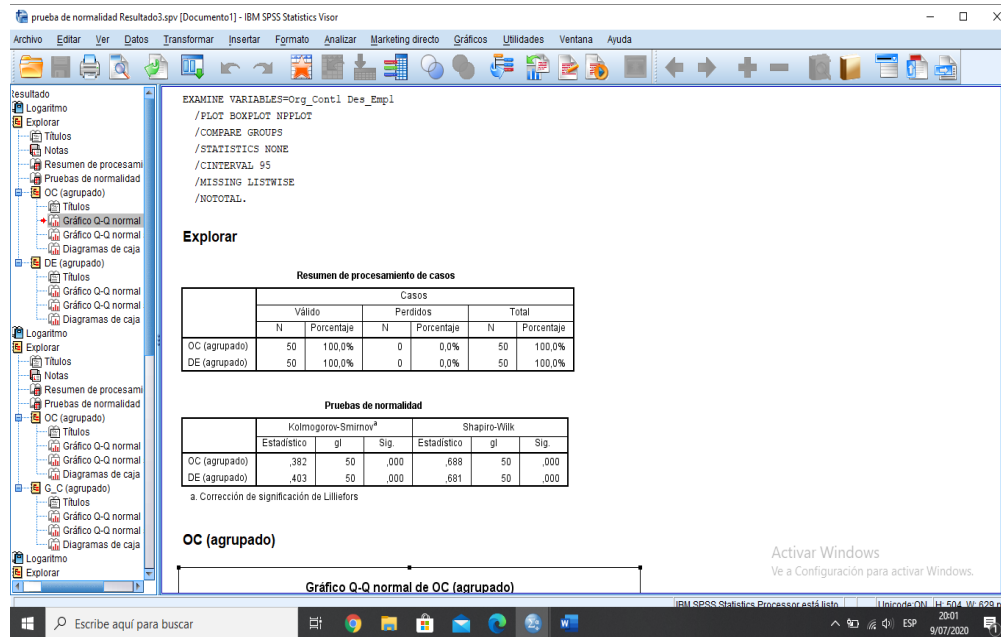 prueba de normalidad Resultado3.spv [Documento1] - IBM SPSS Statistics Visor
Archivo Editar Ver Datos Transformar Insertar Formato Analizar Marketing directo Gráficos Utilidades Ventana Ayuda
Resultado
Logaritmo
Explorar
Títulos
Notas
Resumen de procesami
Pruebas de normalidad
OC (agrupado)
Títulos
Gráfico Q-Q normal
Gráfico Q-Q normal
Diagramas de caja
DE (agrupado)
Títulos
Gráfico Q-Q normal
Gráfico Q-Q normal
Diagramas de caja
Logaritmo
Explorar
Títulos
Notas
Resumen de procesami
Pruebas de normalidad
OC (agrupado)
Títulos
Gráfico Q-Q normal
Gráfico Q-Q normal
Diagramas de caja
G_C (agrupado)
Títulos
Gráfico Q-Q normal
Gráfico Q-Q normal
Diagramas de caja
Logaritmo
Explorar
EXAMINE VARIABLES=Org_Contl Des_Empl
/PLOT BOXPLOT NPPLOT
/COMPARE GROUPS
/STATISTICS NONE
/CINTERVAL 95
/MISSING LISTWISE
/NOTOTAL.
Explorar
Resumen de procesamiento de casos
Casos
Válido Perdidos Total
N Porcentaje N Porcentaje N Porcentaje
OC (agrupado) 50 100,0% 0 0,0% 50 100,0%
DE (agrupado) 50 100,0% 0 0,0% 50 100,0%
Pruebas de normalidad
Kolmogorov-Smirnov a Shapiro-Wilk
Estadístico gl Sig. Estadístico gl Sig.
OC (agrupado) ,382 50 ,000 ,688 50 ,000
DE (agrupado) ,403 50 ,000 ,681 50 ,000
a. Corrección de significación de Lilliefors
OC (agrupado)
Gráfico Q-Q normal de OC (agrupado)
Activar Windows
Ve a Configuración para activar Windows.
IBM SPSS Statistics Processor está listo Unicode:ON H: 504, W: 629 p
Escribe aquí para buscar
ESP
20:01
9/07/2020